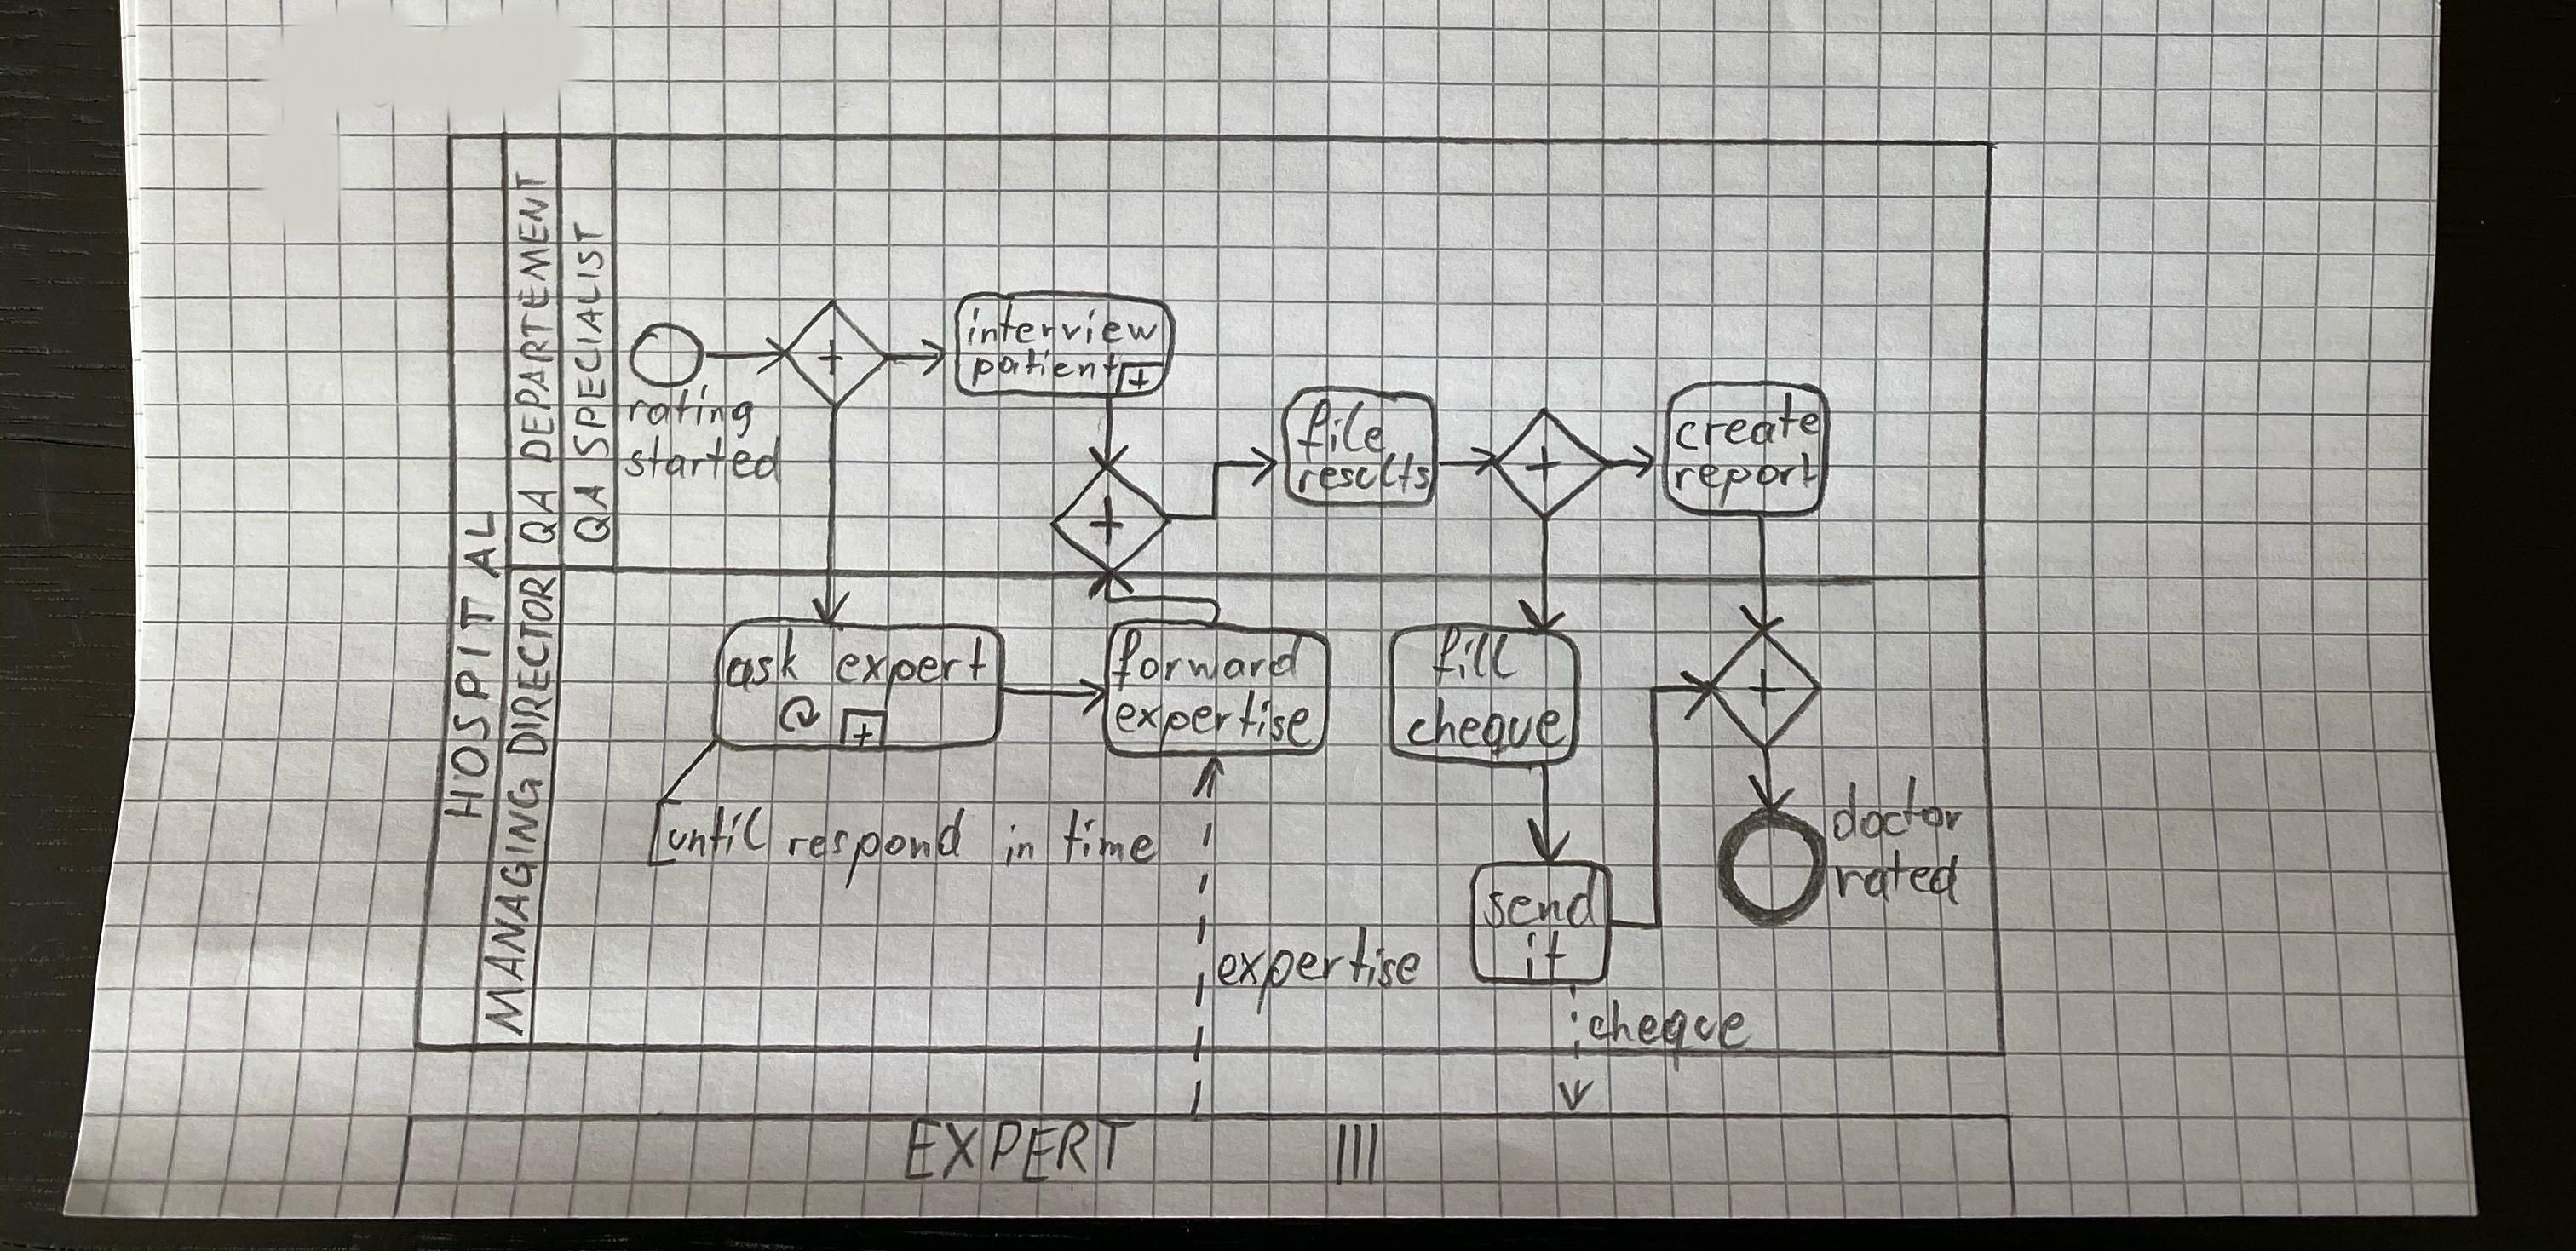 HOSPITAL
QA DEPARTEMENT
QA SPECIALIST
MANAGING DIRECTOR
rating
started
+
interview
patient
+
+
file
results
+
create
report
ask expert
+
until respond in time
forward
expertise
fill
cheque
+
send
it
doctor
rated
expertise
cheque
EXPERT III